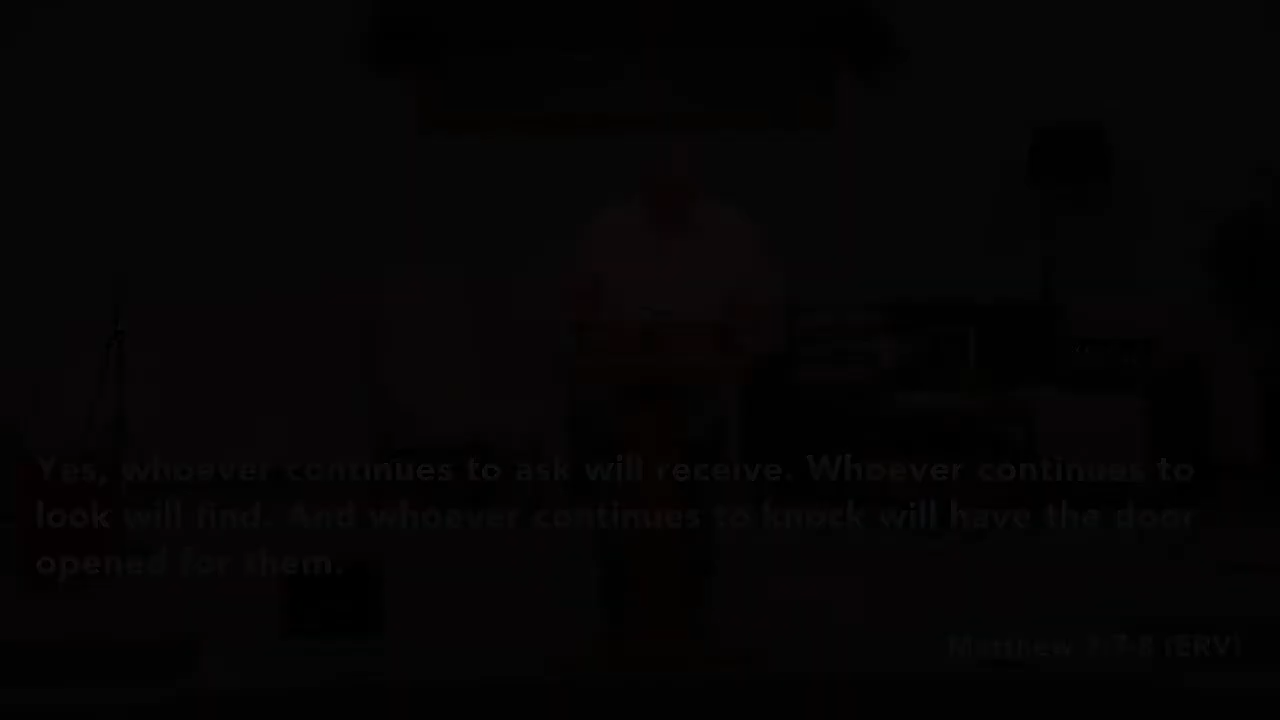 Yes, whoever continues to ask will receive. Whoever continues to
look will find. And whoever continues to knock will have the door
opened for them.
Matthew 7:7-8 (ERV)